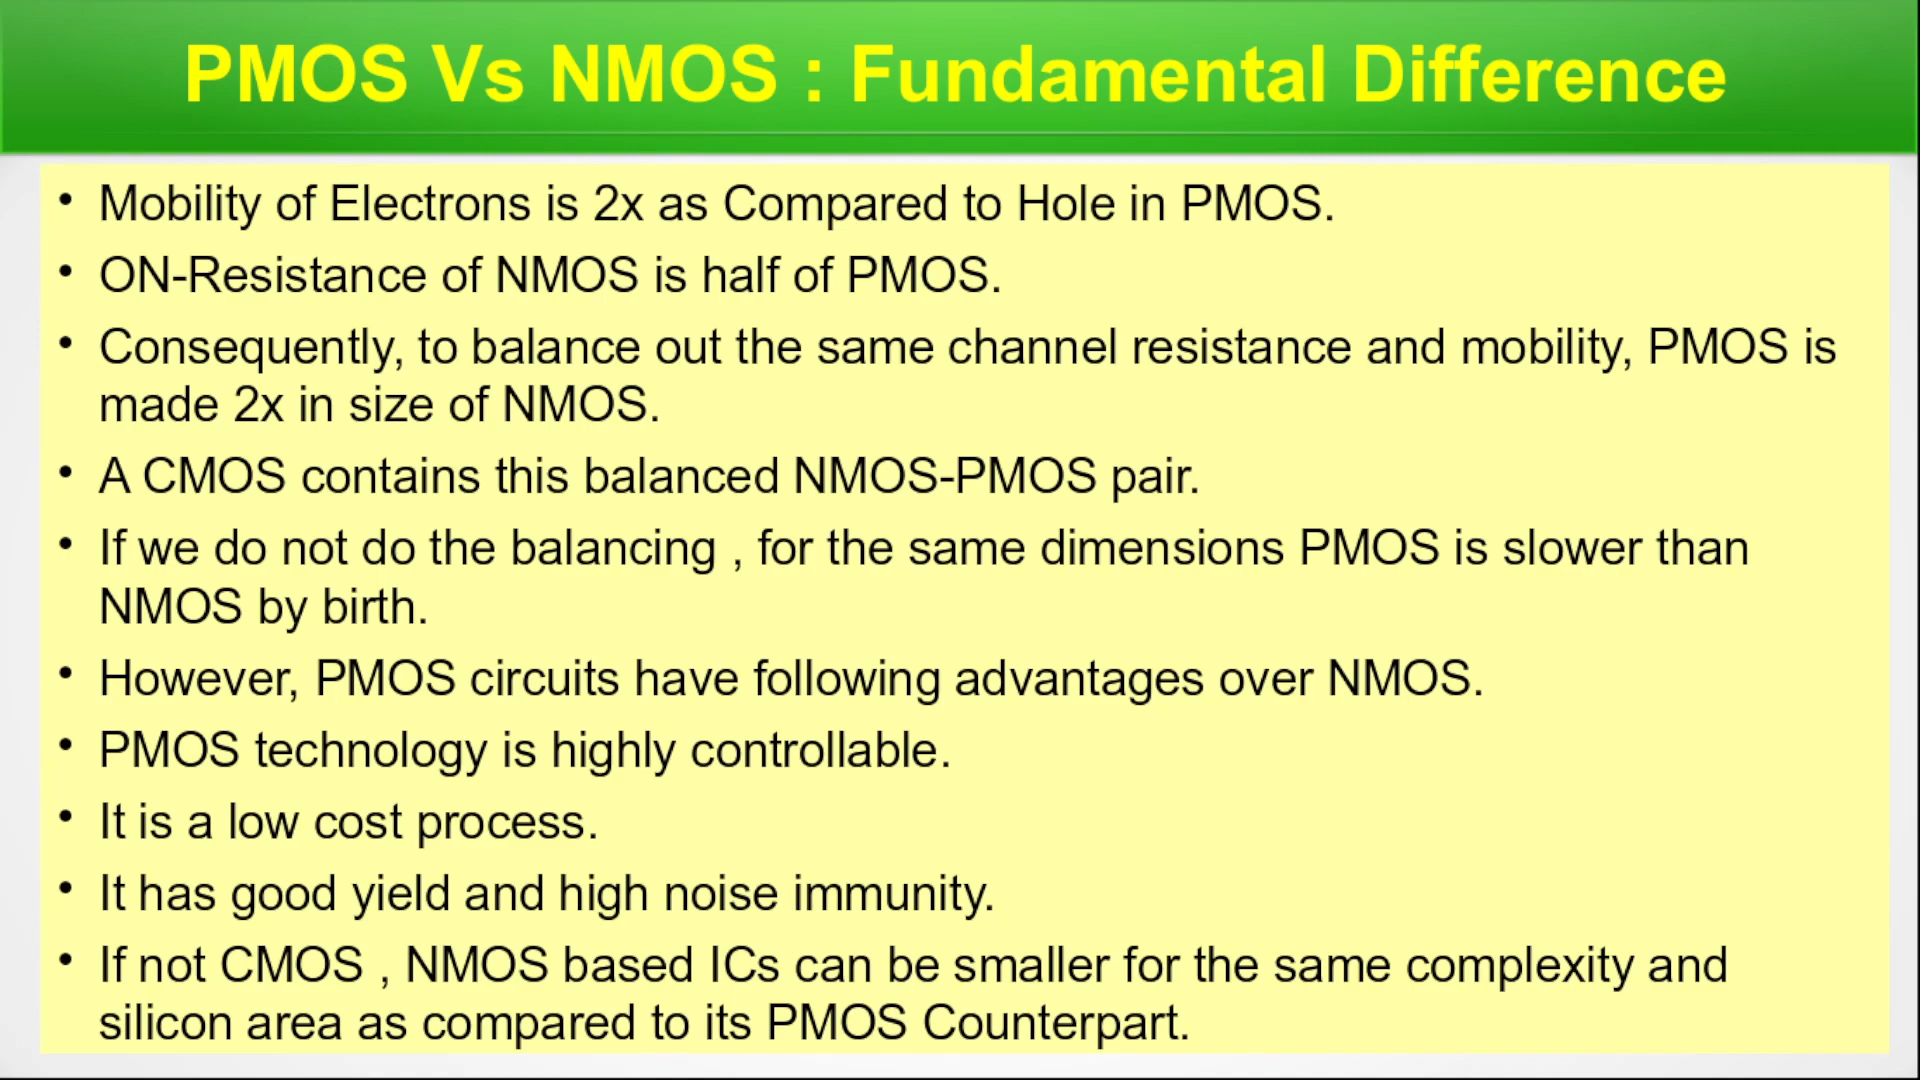 PMOS Vs NMOS : Fundamental Difference
• Mobility of Electrons is 2x as Compared to Hole in PMOS.
• ON-Resistance of NMOS is half of PMOS.
• Consequently, to balance out the same channel resistance and mobility, PMOS is
made 2x in size of NMOS.
• A CMOS contains this balanced NMOS-PMOS pair.
• If we do not do the balancing , for the same dimensions PMOS is slower than
NMOS by birth.
• However, PMOS circuits have following advantages over NMOS.
• PMOS technology is highly controllable.
• It is a low cost process.
• It has good yield and high noise immunity.
• If not CMOS , NMOS based ICs can be smaller for the same complexity and
silicon area as compared to its PMOS Counterpart.